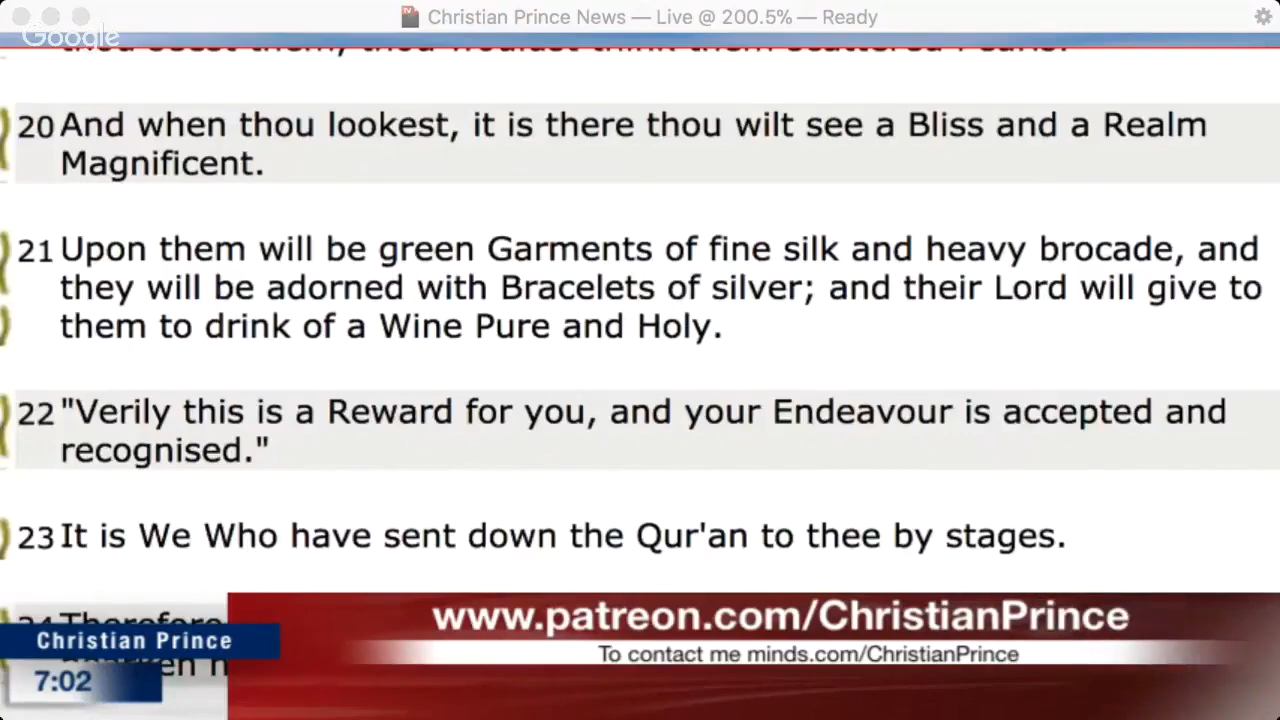 Christian Prince News — Live @ 200.5% — Ready
Google
20 And when thou lookest, it is there thou wilt see a Bliss and a Realm
Magnificent.
21 Upon them will be green Garments of fine silk and heavy brocade, and
they will be adorned with Bracelets of silver; and their Lord will give to
them to drink of a Wine Pure and Holy.
22 "Verily this is a Reward for you, and your Endeavour is accepted and
recognised."
23 It is We Who have sent down the Qur'an to thee by stages.
Therefore
www.patreon.com/ChristianPrince
Christian Prince
To contact me minds.com/ChristianPrince
7:02